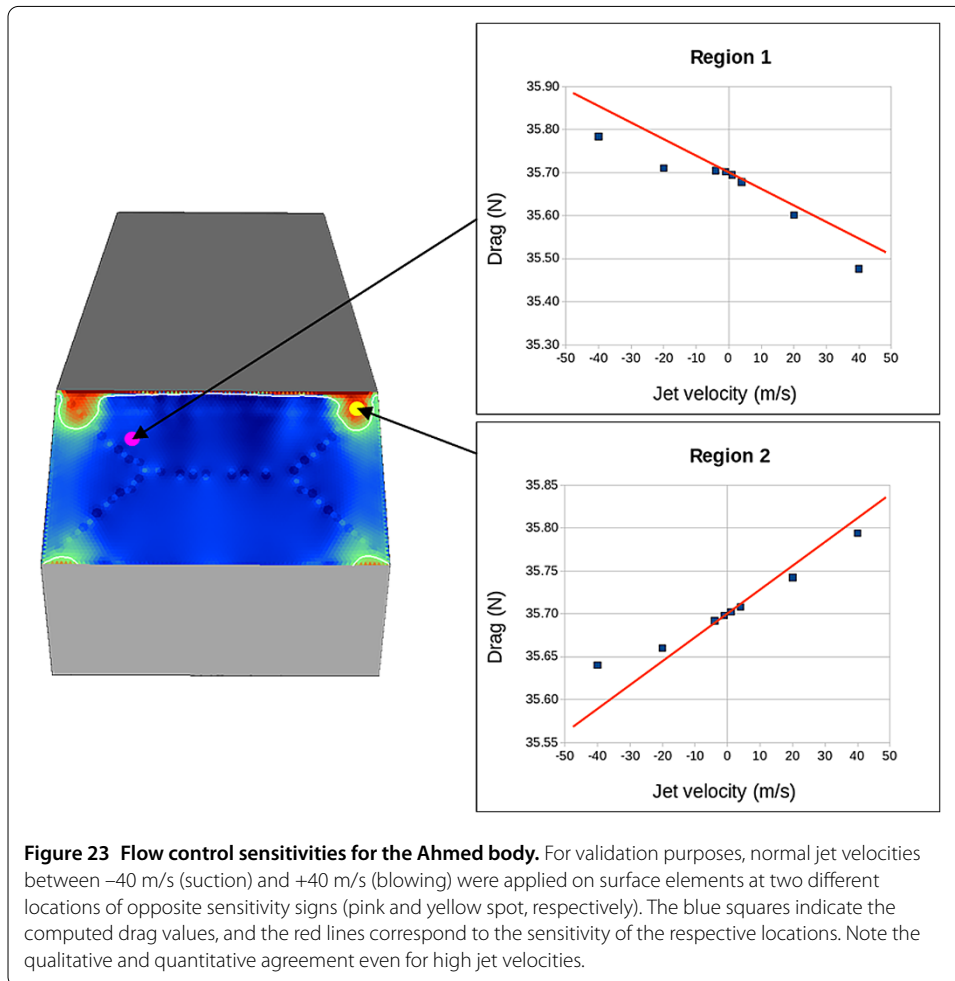 Region 1
35.90
35.80
35.70
35.60
35.50
35.40
35.30
Drag (N)
-50 -40 -30 -20 -10 0 10 20 30 40 50
Jet velocity (m/s)
Region 2
35.85
35.80
35.75
35.70
35.65
35.60
35.55
Drag (N)
-50 -40 -30 -20 -10 0 10 20 30 40 50
Jet velocity (m/s)
Figure 23 Flow control sensitivities for the Ahmed body. For validation purposes, normal jet velocities
between –40 m/s (suction) and +40 m/s (blowing) were applied on surface elements at two different
locations of opposite sensitivity signs (pink and yellow spot, respectively). The blue squares indicate the
computed drag values, and the red lines correspond to the sensitivity of the respective locations. Note the
qualitative and quantitative agreement even for high jet velocities.